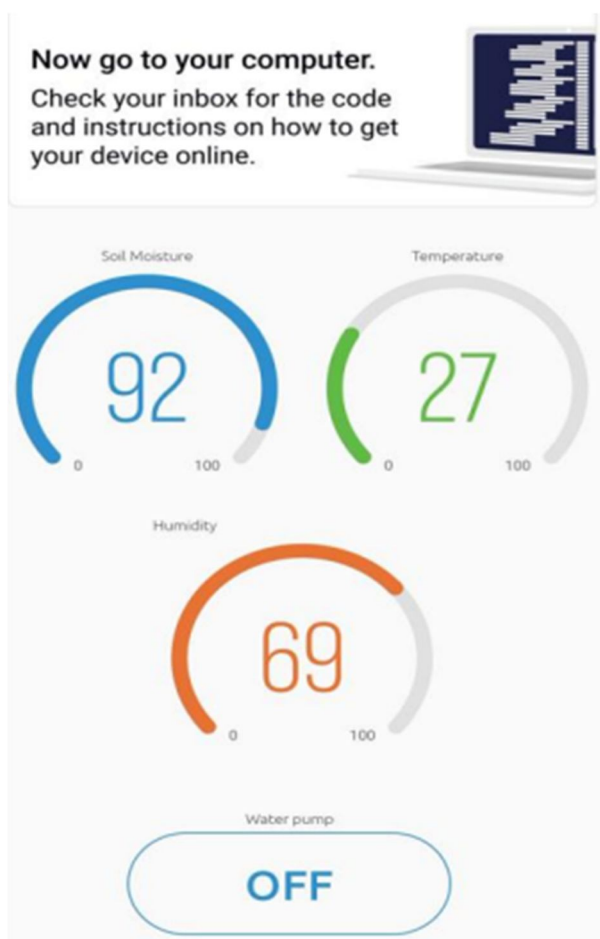 Now go to your computer.
Check your inbox for the code
and instructions on how to get
your device online.
Soil Moisture
92
0 100
Temperature
27
0 100
Humidity
69
0 100
Water pump
OFF